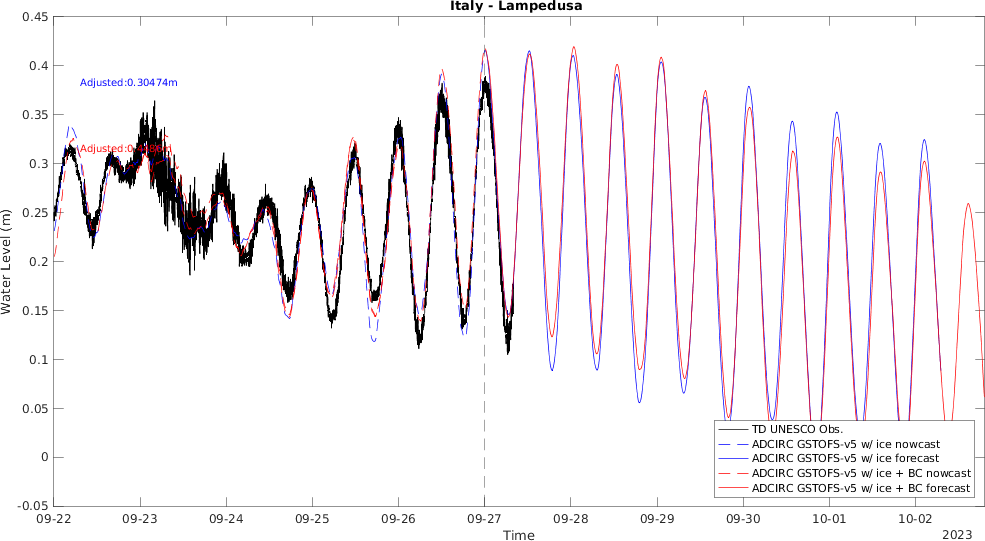 Italy - Lampedusa
Water Level (m)
0.45
0.4
0.35
0.3
0.25
0.2
0.15
0.1
0.05
0
-0.05
Adjusted:0.30474m
TD UNESCO Obs.
ADCIRC GSTOFS-v5 w/ ice nowcast
ADCIRC GSTOFS-v5 w/ ice forecast
ADCIRC GSTOFS-v5 w/ ice + BC nowcast
ADCIRC GSTOFS-v5 w/ ice + BC forecast
09-22 09-23 09-24 09-25 09-26 09-27 09-28 09-29 09-30 10-01 10-02
Time
2023